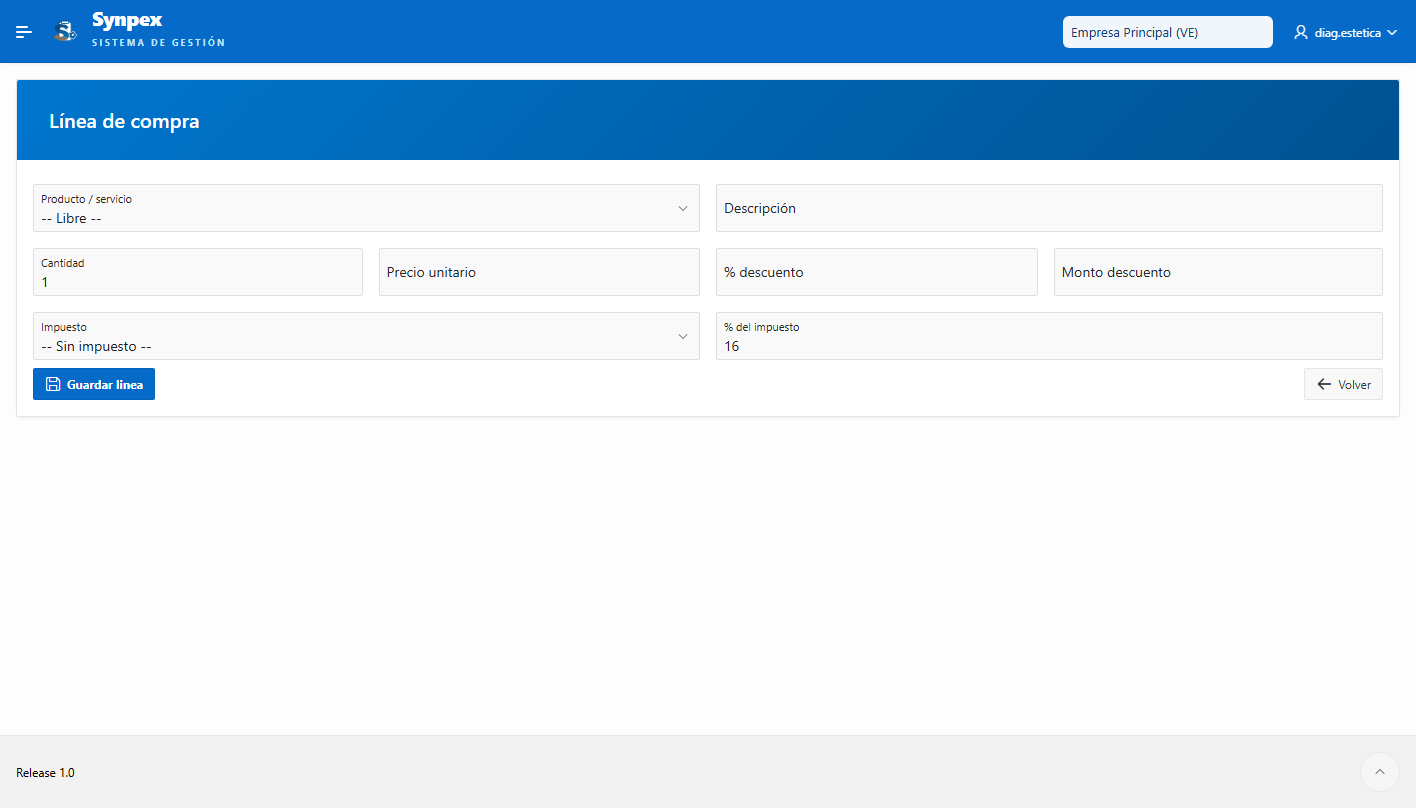 Synpex
SISTEMA DE GESTIÓN
Empresa Principal (VE)
diag.estetica
Línea de compra
Producto / servicio
-- Libre --
Descripción
Cantidad
1
Precio unitario
% descuento
Monto descuento
Impuesto
-- Sin impuesto --
% del impuesto
16
Guardar línea
Volver
Release 1.0